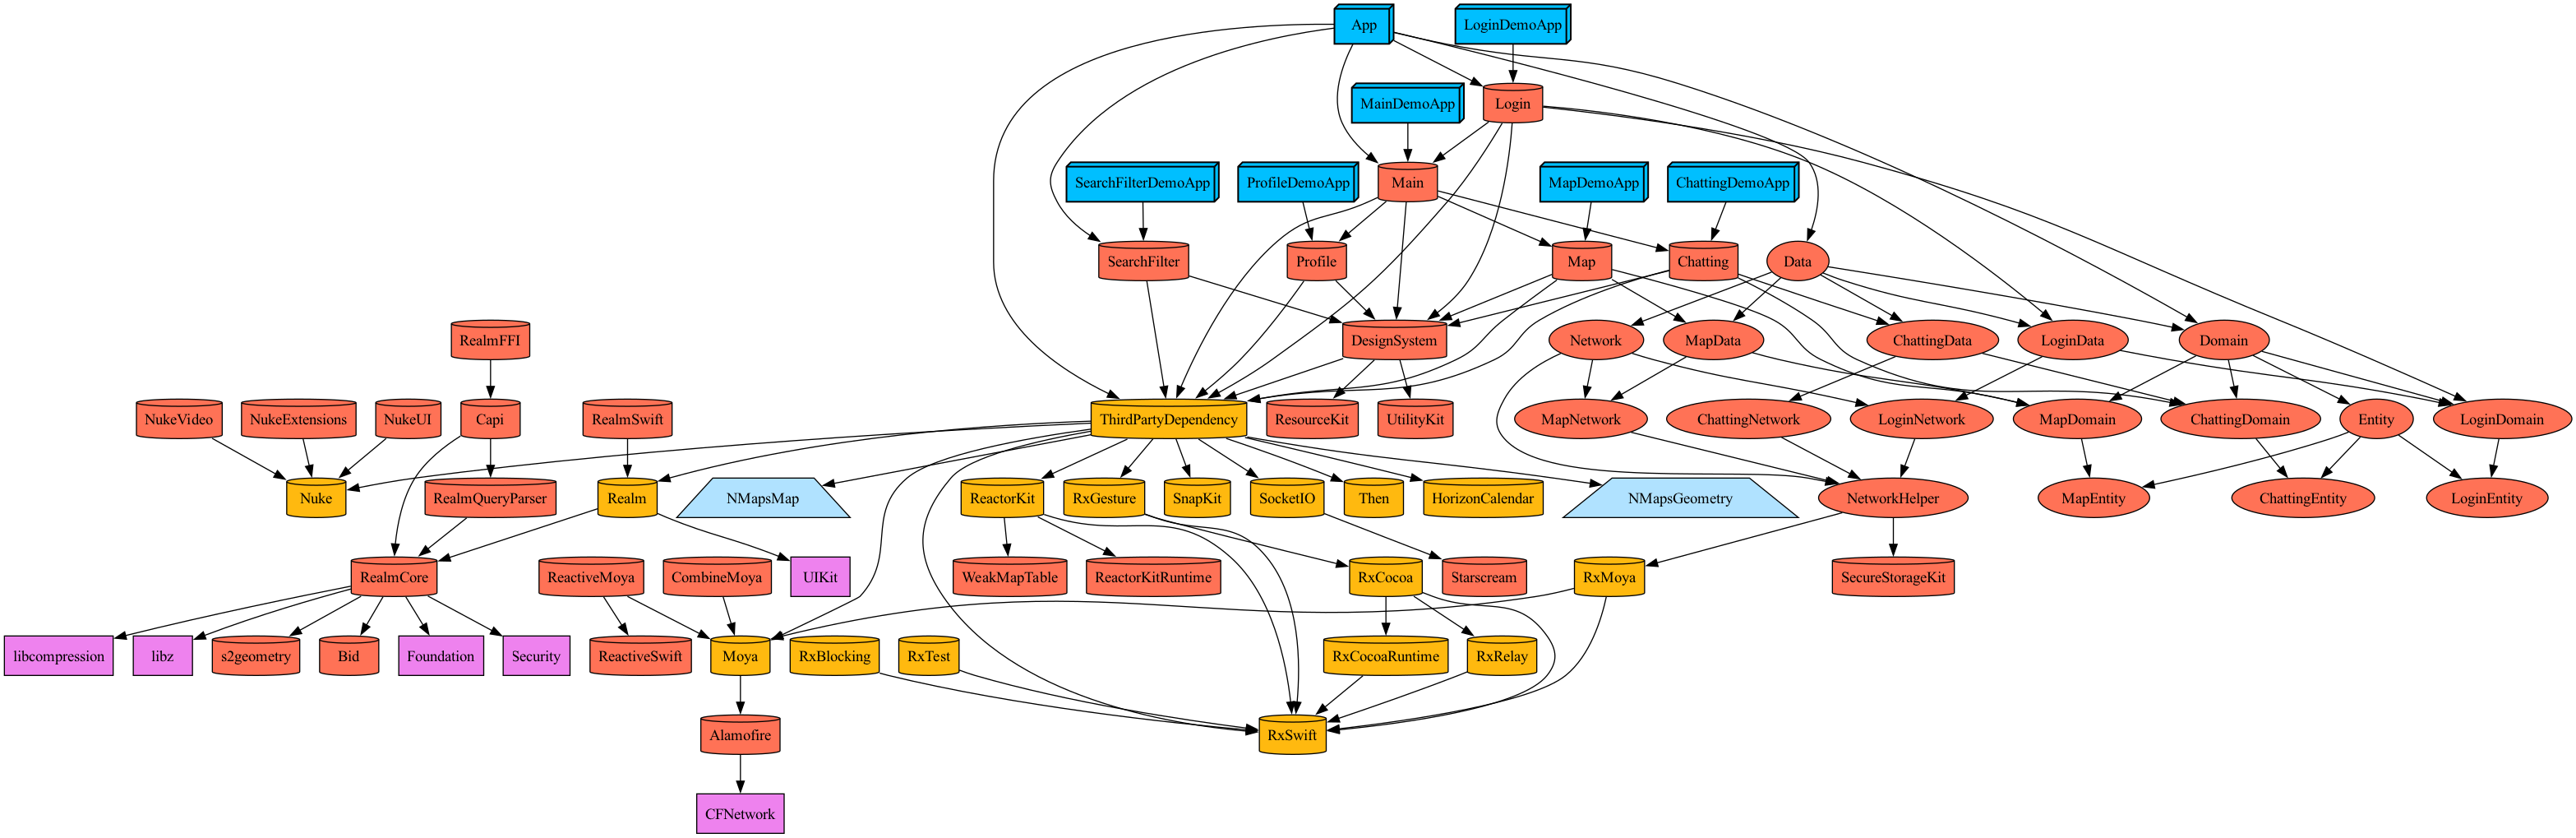 App
LoginDemoApp
MainDemoApp
Login
SearchFilterDemoApp
ProfileDemoApp
Main
MapDemoApp
ChattingDemoApp
SearchFilter
Profile
Map
Chatting
Data
RealmFFI
DesignSystem
Network
MapData
ChattingData
LoginData
Domain
NukeVideo
NukeExtensions
NukeUI
Capi
RealmSwift
ThirdPartyDependency
ResourceKit
UtilityKit
MapNetwork
ChattingNetwork
LoginNetwork
MapDomain
ChattingDomain
Entity
LoginDomain
Nuke
RealmQueryParser
Realm
NMapsMap
ReactorKit
RxGesture
SnapKit
SocketIO
Then
HorizonCalendar
NMapsGeometry
NetworkHelper
MapEntity
ChattingEntity
LoginEntity
RealmCore
ReactiveMoya
CombineMoya
UIKit
WeakMapTable
ReactorKitRuntime
RxCocoa
Starscream
RxMoya
SecureStorageKit
libcompression
libz
s2geometry
Bid
Foundation
Security
ReactiveSwift
Moya
RxBlocking
RxTest
RxCocoaRuntime
RxRelay
Alamofire
RxSwift
CFNetwork